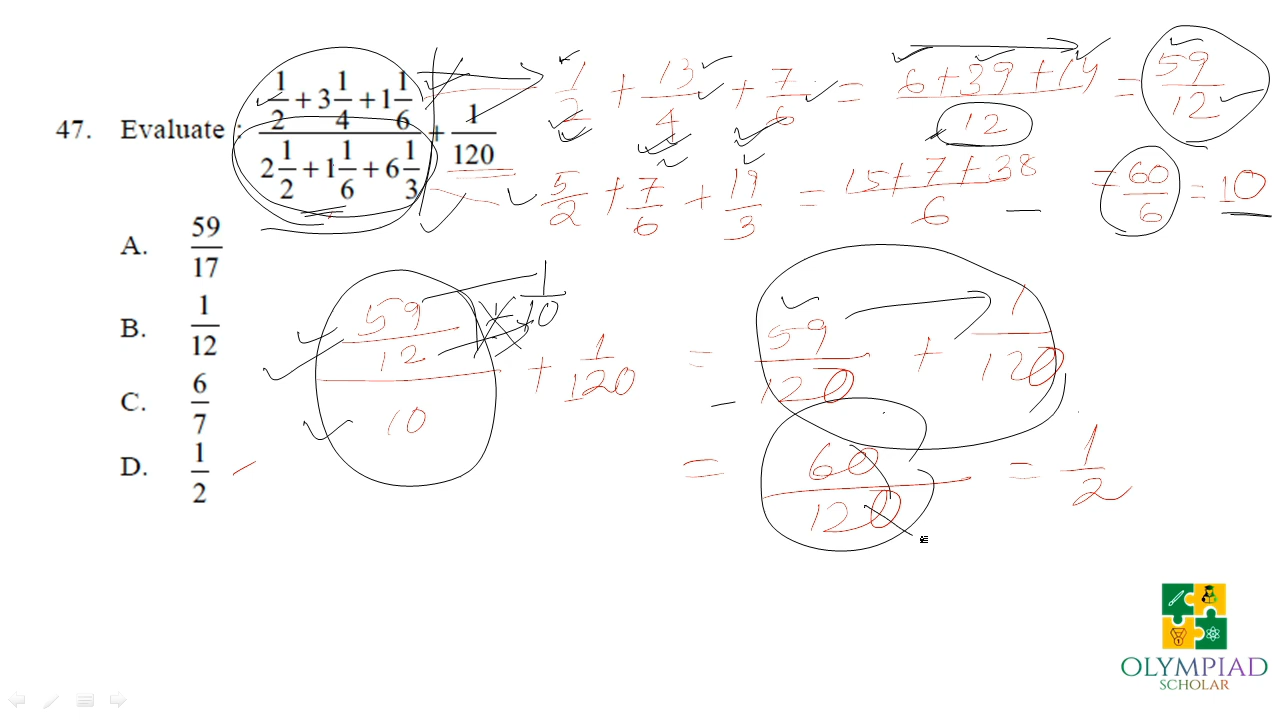 47. Evaluate : (1/2 + 3 1/4 + 1 1/6) / (2 1/2 + 1 1/6 + 6 1/3) + 1/120
1/2 + 13/4 + 7/6 = (6+39+14)/12 = 59/12
5/2 + 7/6 + 19/3 = (15+7+38)/6 = 60/6 = 10
A. 59/17
B. 1/12
C. 6/7
D. 1/2
(59/12)/10 × 1/10 + 1/120 = 59/120 + 1/120
= 60/120 = 1/2
OLYMPIAD
SCHOLAR